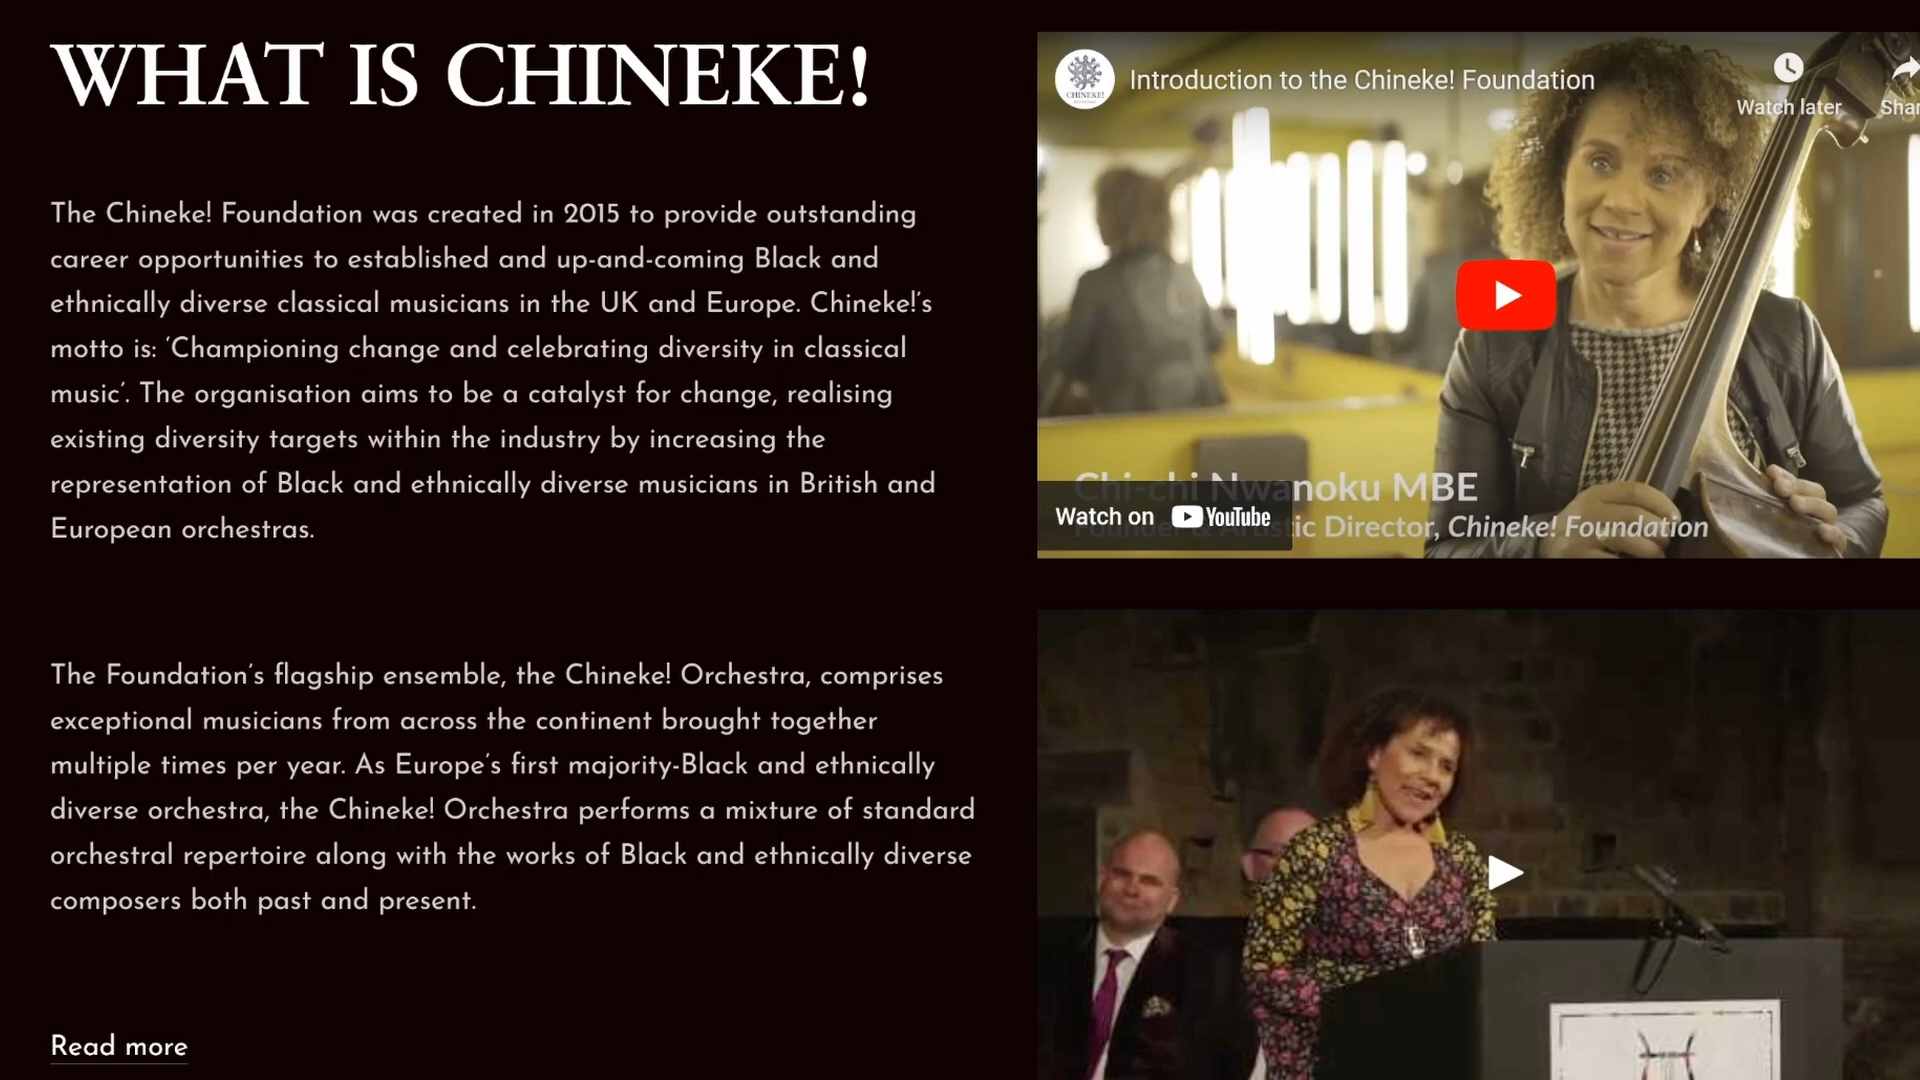 WHAT IS CHINEKE!
The Chineke! Foundation was created in 2015 to provide outstanding
career opportunities to established and up-and-coming Black and
ethnically diverse classical musicians in the UK and Europe. Chineke!’s
motto is: ‘Championing change and celebrating diversity in classical
music’. The organisation aims to be a catalyst for change, realising
existing diversity targets within the industry by increasing the
representation of Black and ethnically diverse musicians in British and
European orchestras.
The Foundation’s flagship ensemble, the Chineke! Orchestra, comprises
exceptional musicians from across the continent brought together
multiple times per year. As Europe’s first majority-Black and ethnically
diverse orchestra, the Chineke! Orchestra performs a mixture of standard
orchestral repertoire along with the works of Black and ethnically diverse
composers both past and present.
Read more
CHINEKE!
Introduction to the Chineke! Foundation
Watch later
Shar
Chi-chi Nwanoku MBE
Founder & Artistic Director, Chineke! Foundation
Watch on YouTube